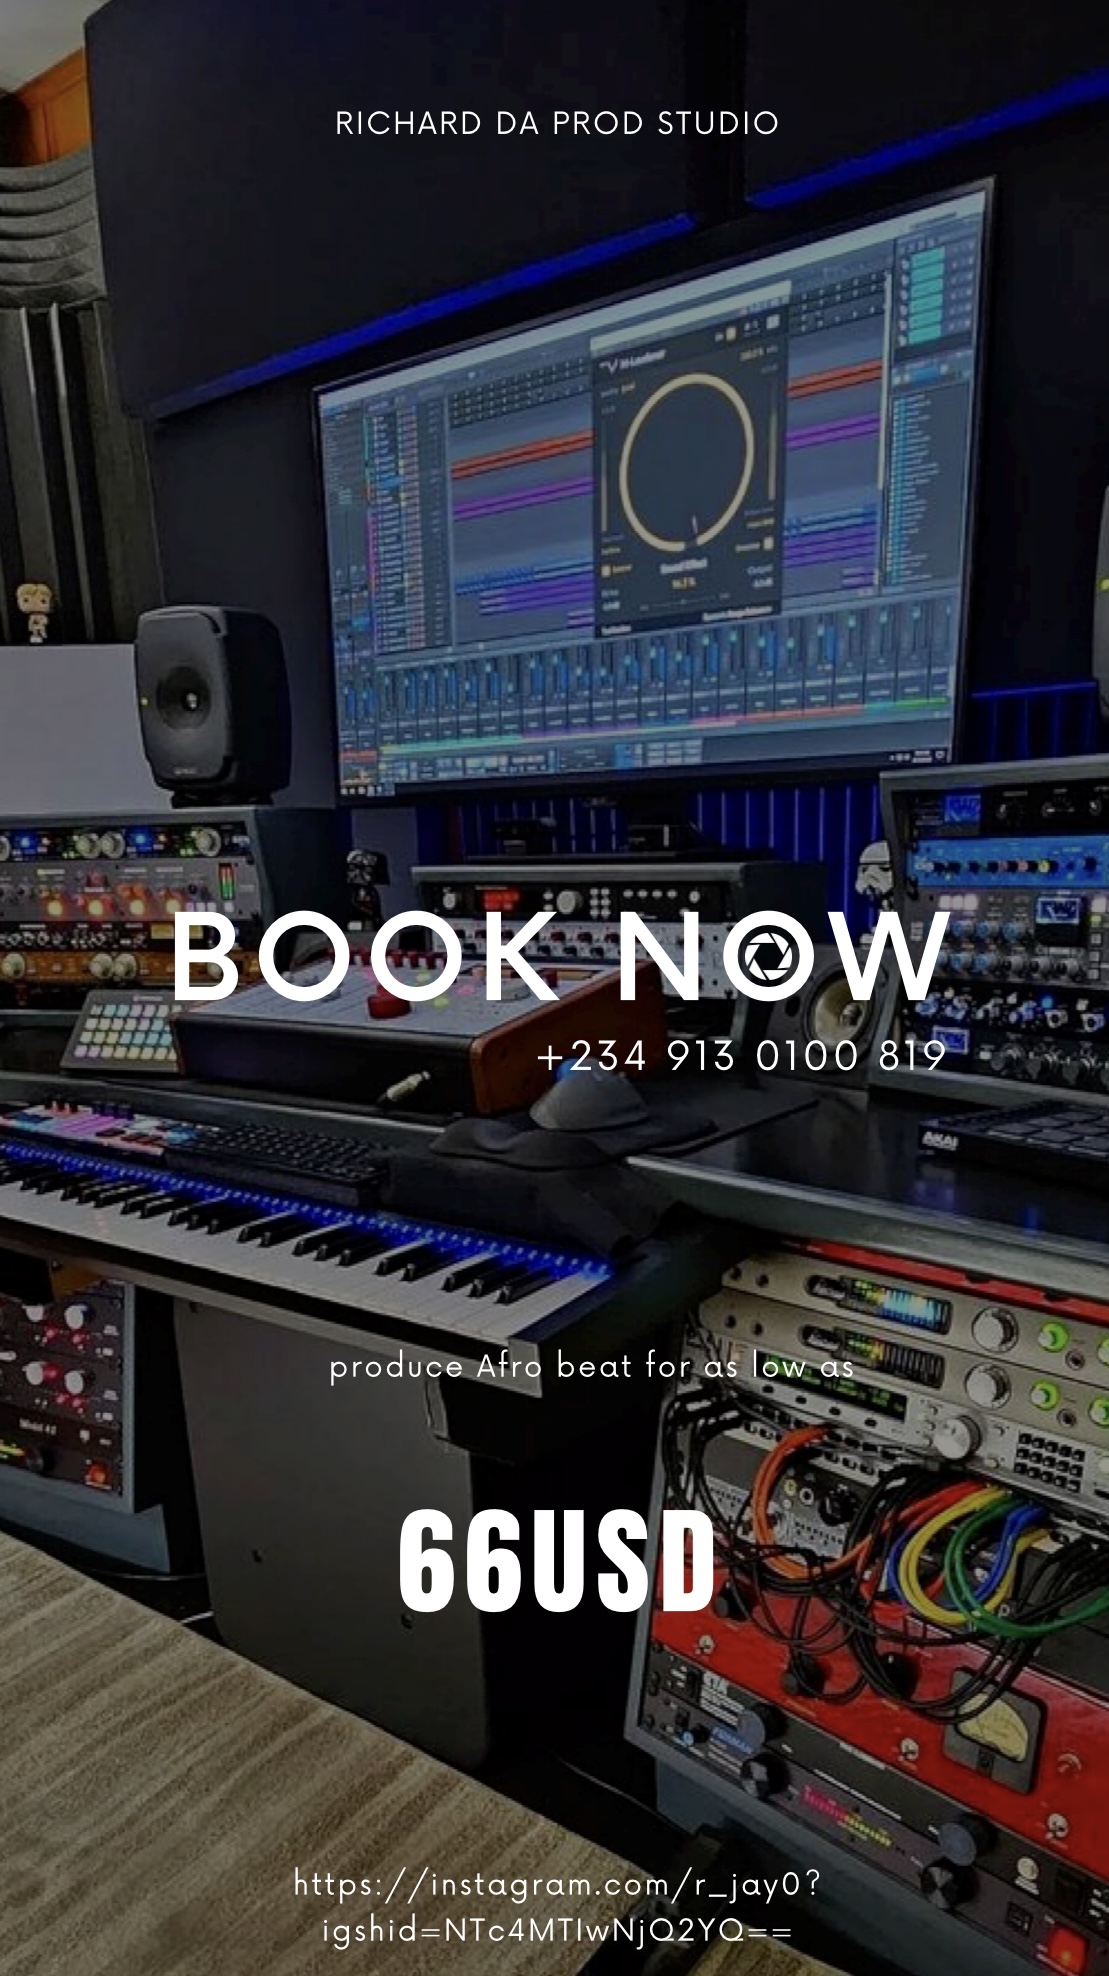 RICHARD DA PROD STUDIO
BOOK NOW
+234 913 0100 819
AKAI
produce Afro beat for as low as
66USD
https://instagram.com/r_jay0?
igshid=NTc4MTIwNjQ2YQ==